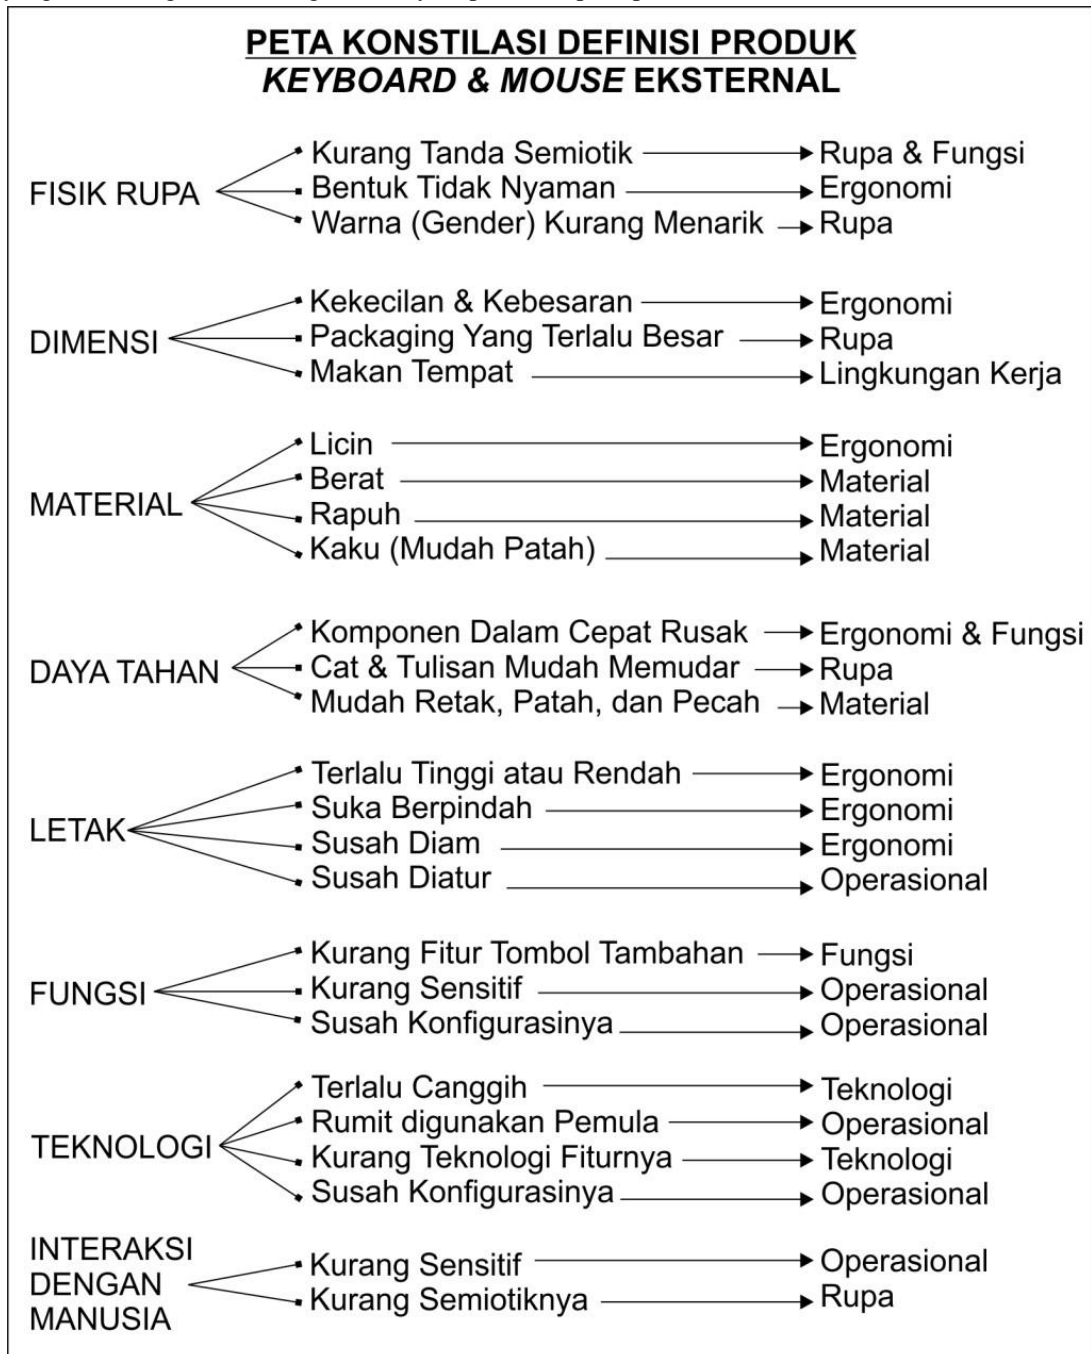 PETA KONSTILASI DEFINISI PRODUK
KEYBOARD & MOUSE EKSTERNAL
FISIK RUPA
Kurang Tanda Semiotik Rupa & Fungsi
Bentuk Tidak Nyaman Ergonomi
Warna (Gender) Kurang Menarik Rupa
DIMENSI
Kekecilan & Kebesaran Ergonomi
Packaging Yang Terlalu Besar Rupa
Makan Tempat Lingkungan Kerja
MATERIAL
Licin Ergonomi
Berat Material
Rapuh Material
Kaku (Mudah Patah) Material
DAYA TAHAN
Komponen Dalam Cepat Rusak Ergonomi & Fungsi
Cat & Tulisan Mudah Memudar Rupa
Mudah Retak, Patah, dan Pecah Material
LETAK
Terlalu Tinggi atau Rendah Ergonomi
Suka Berpindah Ergonomi
Susah Diam Ergonomi
Susah Diatur Operasional
FUNGSI
Kurang Fitur Tombol Tambahan Fungsi
Kurang Sensitif Operasional
Susah Konfigurasinya Operasional
TEKNOLOGI
Terlalu Canggih Teknologi
Rumit digunakan Pemula Operasional
Kurang Teknologi Fiturnya Teknologi
Susah Konfigurasinya Operasional
INTERAKSI
DENGAN
MANUSIA
Kurang Sensitif Operasional
Kurang Semiotiknya Rupa